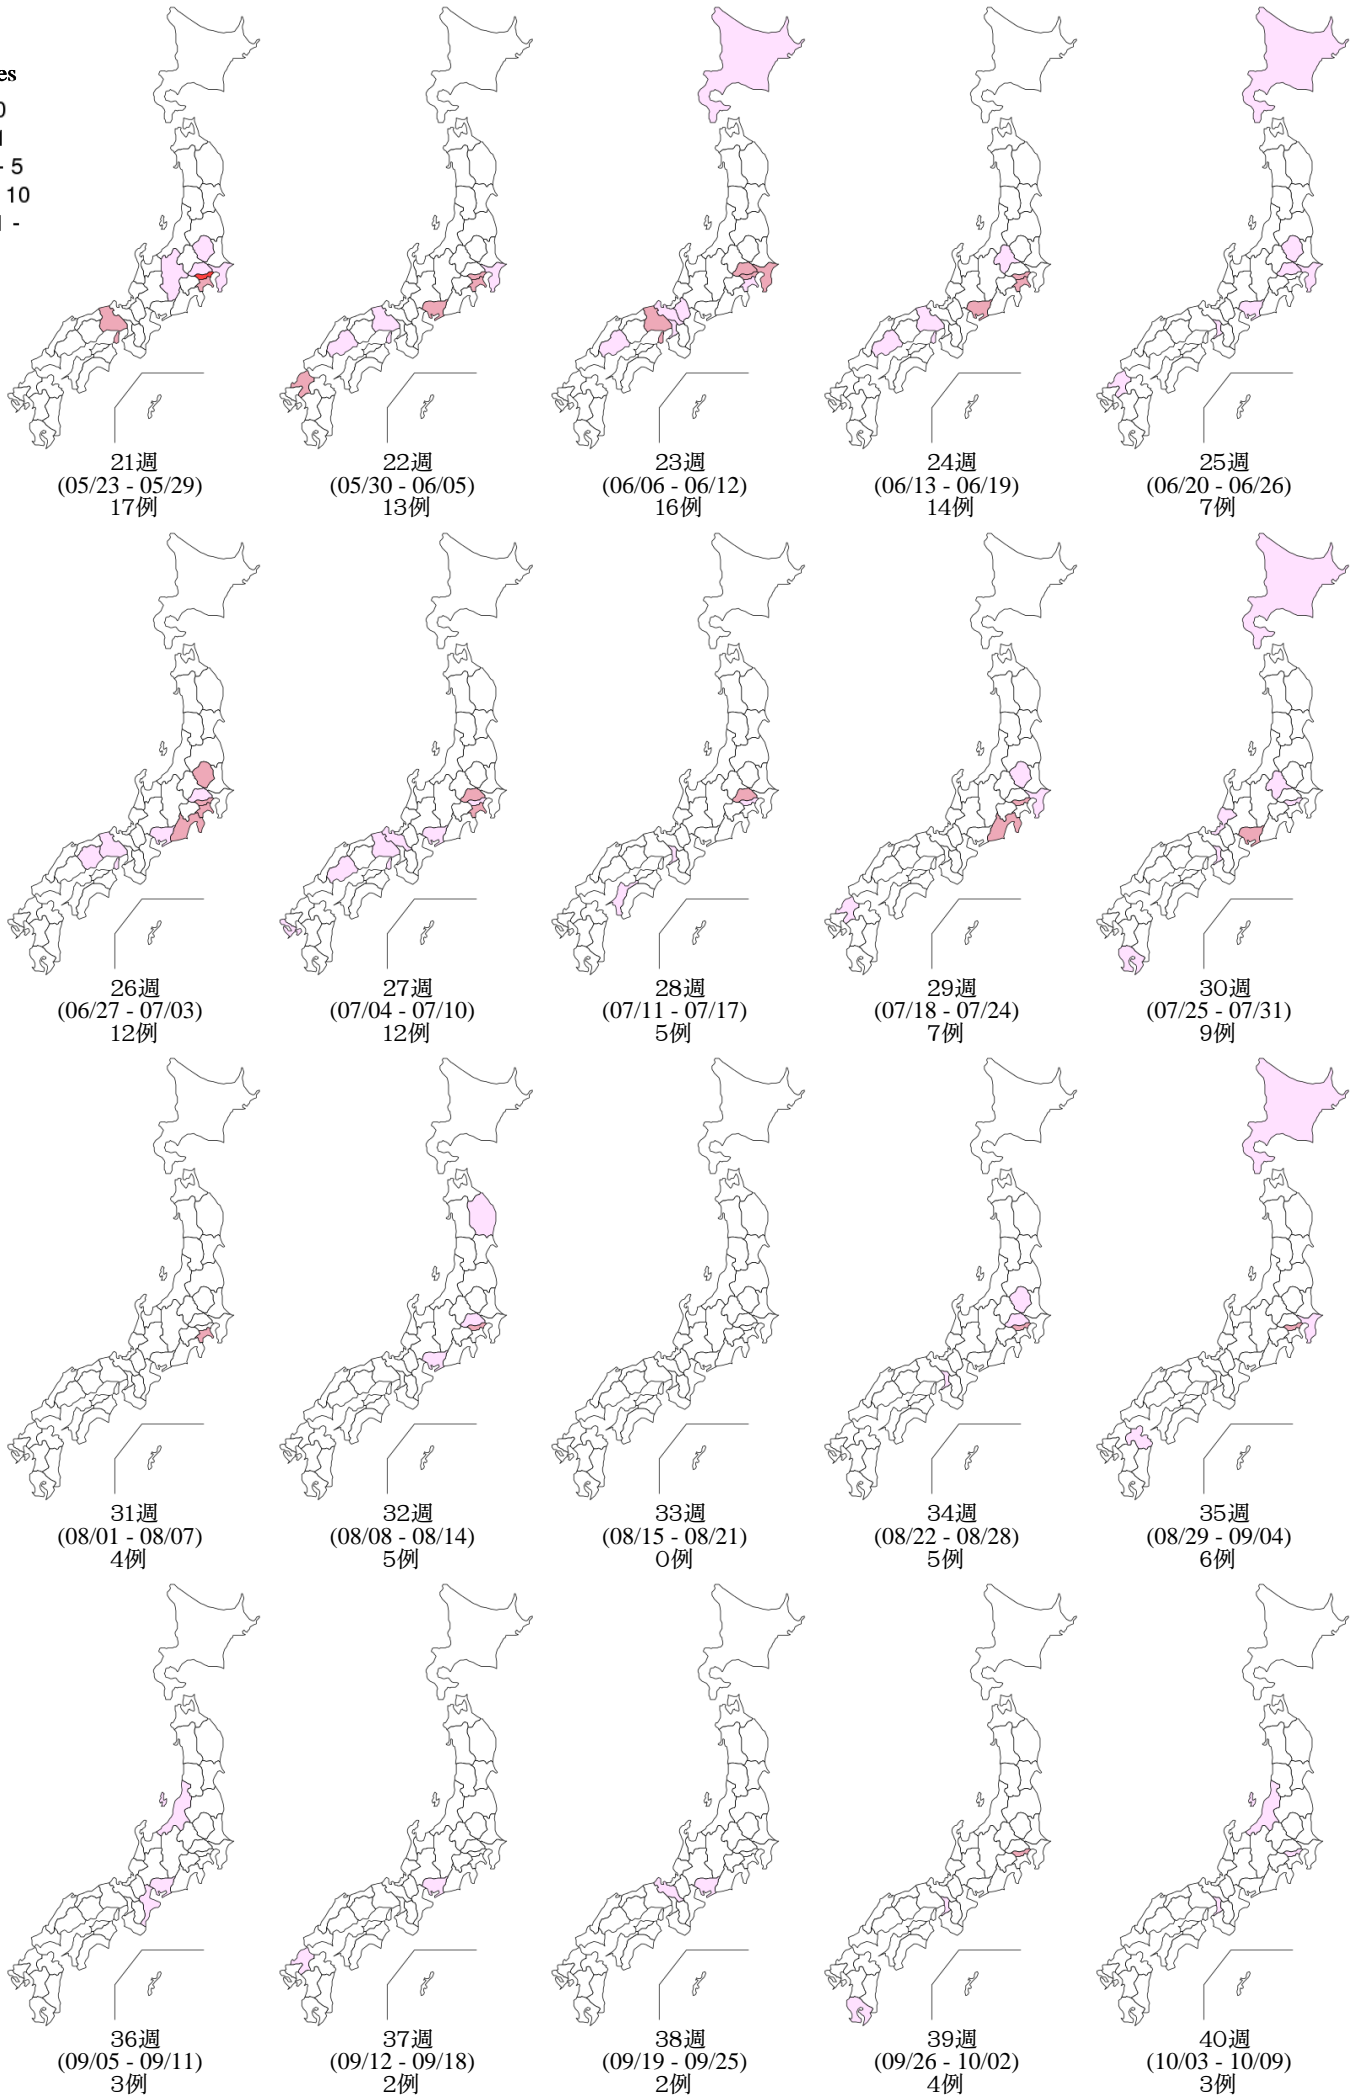 es
0
1
- 5
10
1 -
21週
(05/23 - 05/29)
17例
22週
(05/30 - 06/05)
13例
23週
(06/06 - 06/12)
16例
24週
(06/13 - 06/19)
14例
25週
(06/20 - 06/26)
7例
26週
(06/27 - 07/03)
12例
27週
(07/04 - 07/10)
12例
28週
(07/11 - 07/17)
5例
29週
(07/18 - 07/24)
7例
30週
(07/25 - 07/31)
9例
31週
(08/01 - 08/07)
4例
32週
(08/08 - 08/14)
5例
33週
(08/15 - 08/21)
0例
34週
(08/22 - 08/28)
5例
35週
(08/29 - 09/04)
6例
36週
(09/05 - 09/11)
3例
37週
(09/12 - 09/18)
2例
38週
(09/19 - 09/25)
2例
39週
(09/26 - 10/02)
4例
40週
(10/03 - 10/09)
3例